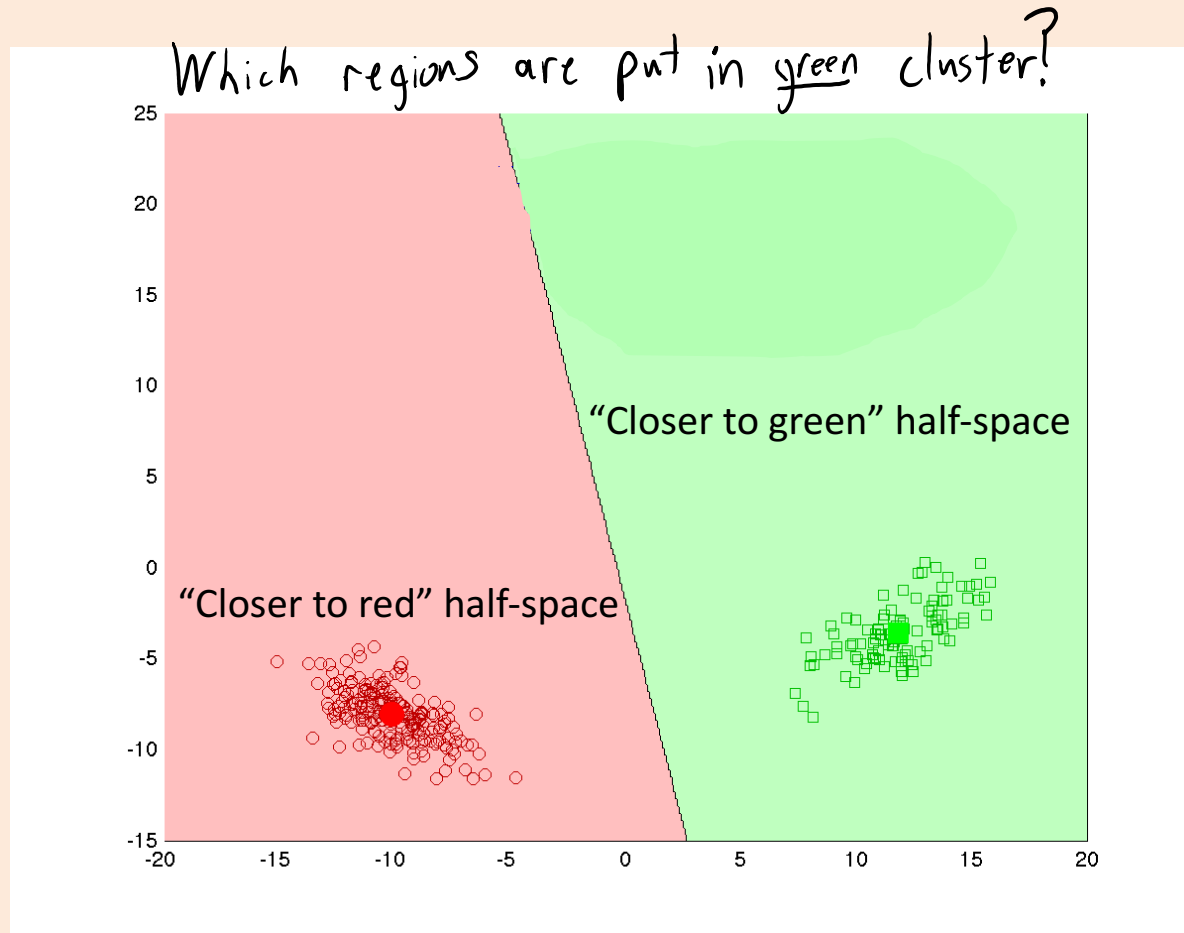 Which regions are put in green cluster?
25
20
15
10
“Closer to green” half-space
5
0
“Closer to red” half-space
-5
-10
-15
-20 -15 -10 -5 0 5 10 15 20